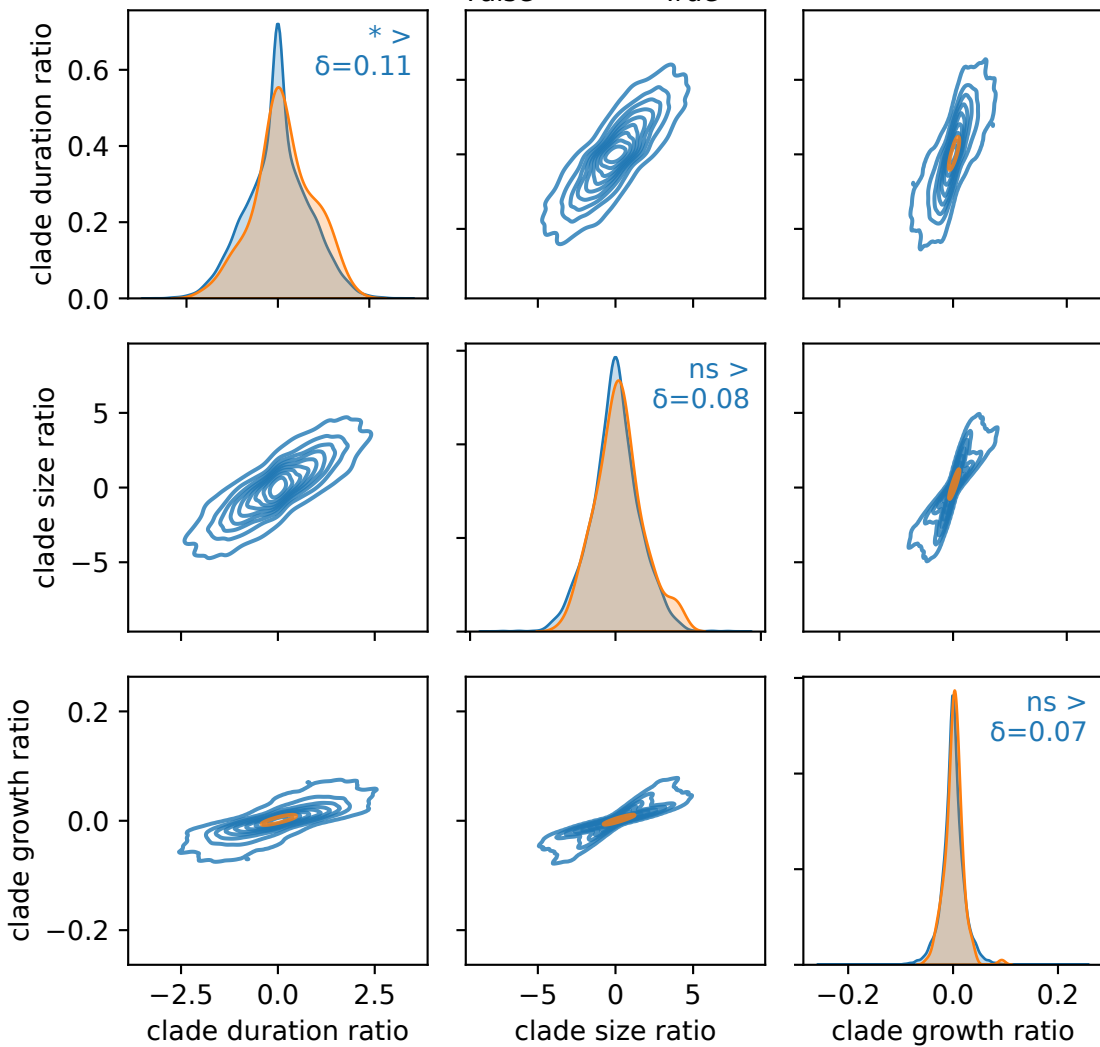 clade duration ratio
0.6
0.4
0.2
0.0
* >
δ=0.11
clade size ratio
5
0
−5
ns >
δ=0.08
clade growth ratio
0.2
0.0
−0.2
ns >
δ=0.07
−2.5 0.0 2.5
−5 0 5
−0.2 0.0 0.2
clade duration ratio
clade size ratio
clade growth ratio